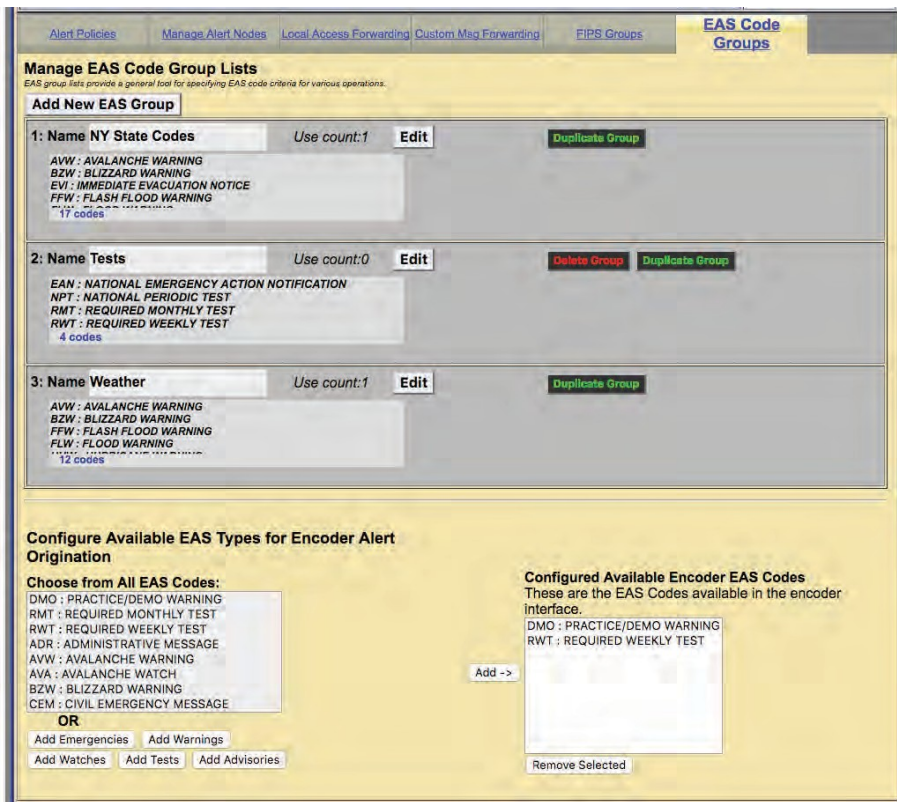 Alert Policies Manage Alert Nodes Local Access Forwarding Custom Msg Forwarding FIPS Groups EAS Code Groups
Manage EAS Code Group Lists
EAS group lists provide a general tool for specifying EAS code criteria for various operations.
Add New EAS Group
1: Name NY State Codes Use count:1 Edit Duplicate Group
AVW : AVALANCHE WARNING
BZW : BLIZZARD WARNING
EVI : IMMEDIATE EVACUATION NOTICE
FFW : FLASH FLOOD WARNING
17 codes
2: Name Tests Use count:0 Edit Delete Group Duplicate Group
EAN : NATIONAL EMERGENCY ACTION NOTIFICATION
NPT : NATIONAL PERIODIC TEST
RMT : REQUIRED MONTHLY TEST
RWT : REQUIRED WEEKLY TEST
4 codes
3: Name Weather Use count:1 Edit Duplicate Group
AVW : AVALANCHE WARNING
BZW : BLIZZARD WARNING
FFW : FLASH FLOOD WARNING
FLW : FLOOD WARNING
12 codes
Configure Available EAS Types for Encoder Alert
Origination
Choose from All EAS Codes:
DMO : PRACTICE/DEMO WARNING
RMT : REQUIRED MONTHLY TEST
RWT : REQUIRED WEEKLY TEST
ADR : ADMINISTRATIVE MESSAGE
AVW : AVALANCHE WARNING
AVA : AVALANCHE WATCH
BZW : BLIZZARD WARNING
CEM : CIVIL EMERGENCY MESSAGE
OR
Add Emergencies Add Warnings
Add Watches Add Tests Add Advisories
Add ->
Configured Available Encoder EAS Codes
These are the EAS Codes available in the encoder
interface.
DMO : PRACTICE/DEMO WARNING
RWT : REQUIRED WEEKLY TEST
Remove Selected